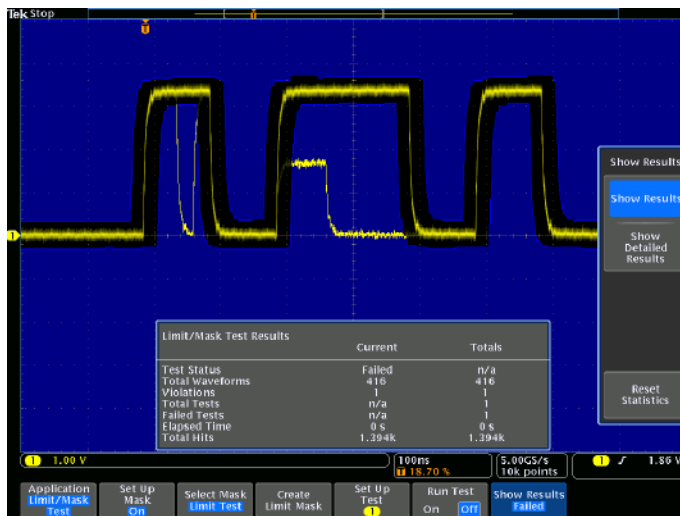 Tek Stop
T
T
Show Results
Show Results
Show
Detailed
Results
Reset
Statistics
1
Limit/Mask Test Results
Current Totals
Test Status Failed n/a
Total Waveforms 416 416
Violations 1 1
Total Tests n/a 1
Failed Tests n/a 1
Elapsed Time 0 s 0 s
Total Hits 1.394k 1.394k
1 1.00 V
100ns
T 18.70 %
5.00GS/s
10k points
1 1.86 V
Application
Limit/Mask
Test
Set Up
Mask
On
Select Mask
Limit Test
Create
Limit Mask
Set Up
Test
1
Run Test
On Off
Show Results
Failed